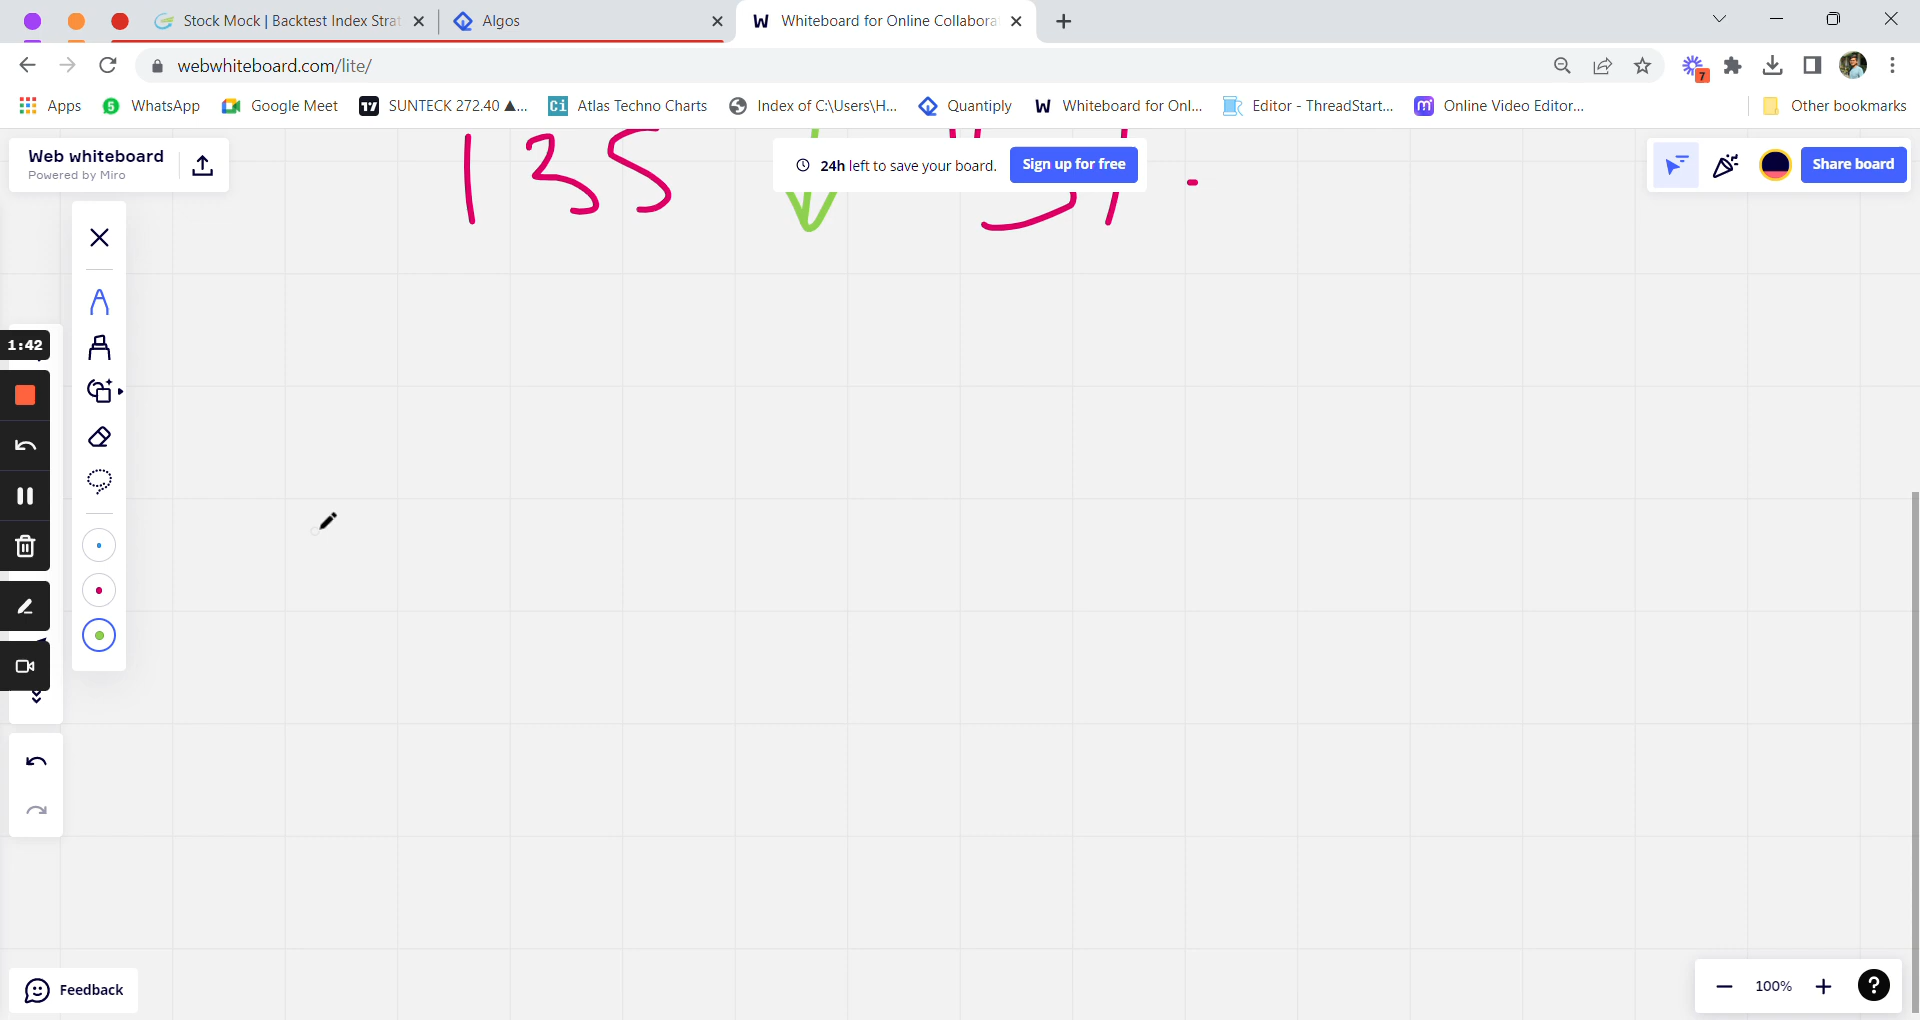 Stock Mock | Backtest Index Strat
Algos
Whiteboard for Online Collabora
webwhiteboard.com/lite/
7
Apps
WhatsApp
Google Meet
SUNTECK 272.40 ▲...
Atlas Techno Charts
Index of C:\Users\H...
Quantiply
Whiteboard for Onl...
Editor - ThreadStart...
Online Video Editor...
Other bookmarks
Web whiteboard
Powered by Miro
135
24h left to save your board.
Sign up for free
Share board
1:42
Feedback
100%